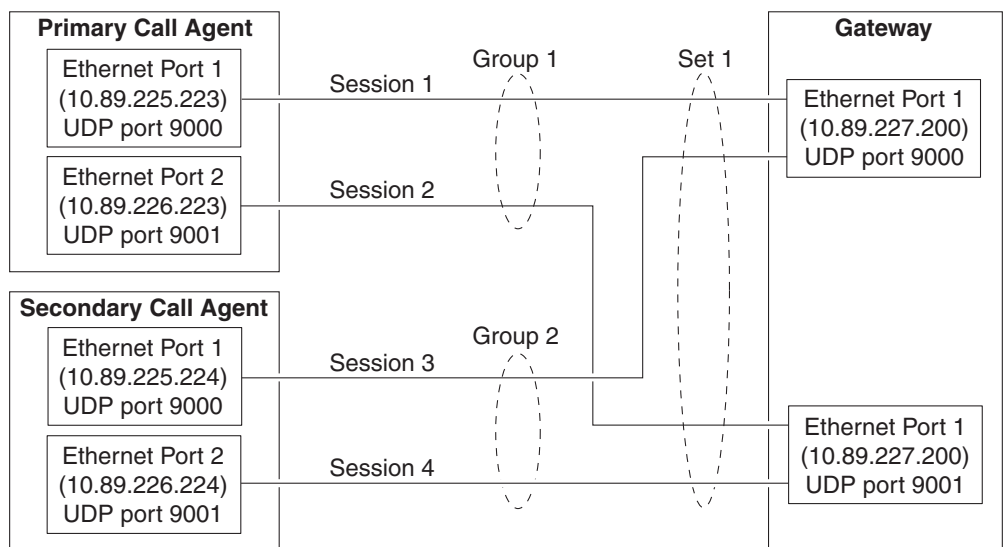 Primary Call Agent
Ethernet Port 1
(10.89.225.223)
UDP port 9000
Ethernet Port 2
(10.89.226.223)
UDP port 9001
Secondary Call Agent
Ethernet Port 1
(10.89.225.224)
UDP port 9000
Ethernet Port 2
(10.89.226.224)
UDP port 9001
Session 1
Session 2
Session 3
Session 4
Group 1
Group 2
Set 1
Gateway
Ethernet Port 1
(10.89.227.200)
UDP port 9000
Ethernet Port 1
(10.89.227.200)
UDP port 9001